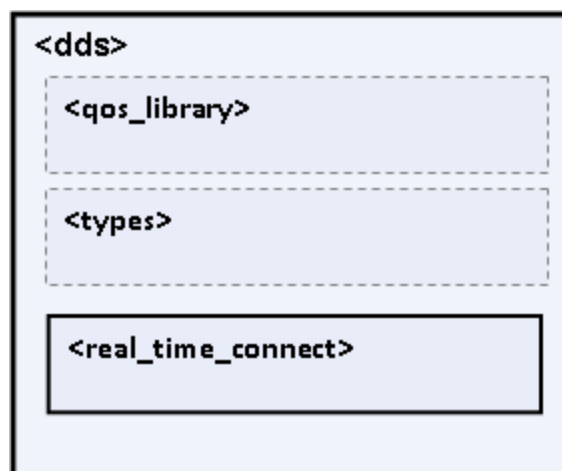 <dds>
<qos_library>
<types>
<real_time_connect>